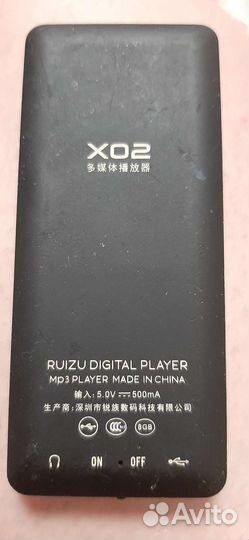 X02
多媒体播放器
RUIZU DIGITAL PLAYER
Mp3 PLAYER MADE IN CHINA
输入: 5.0V⎓500mA
生产商: 深圳市锐族数码科技有限公司
CCC 8GB
ON OFF
Avito